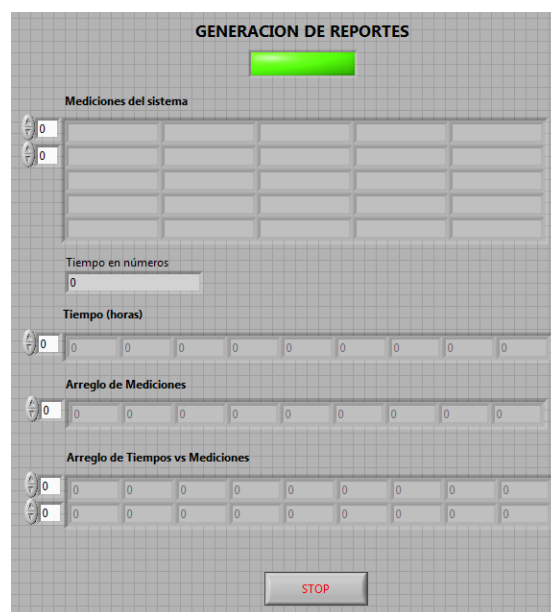 GENERACION DE REPORTES
Mediciones del sistema
0
0
Tiempo en números
0
Tiempo (horas)
0 0 0 0 0 0 0 0 0 0
Arreglo de Mediciones
0 0 0 0 0 0 0 0 0 0
Arreglo de Tiempos vs Mediciones
0 0 0 0 0 0 0 0 0 0
0 0 0 0 0 0 0 0 0 0
STOP